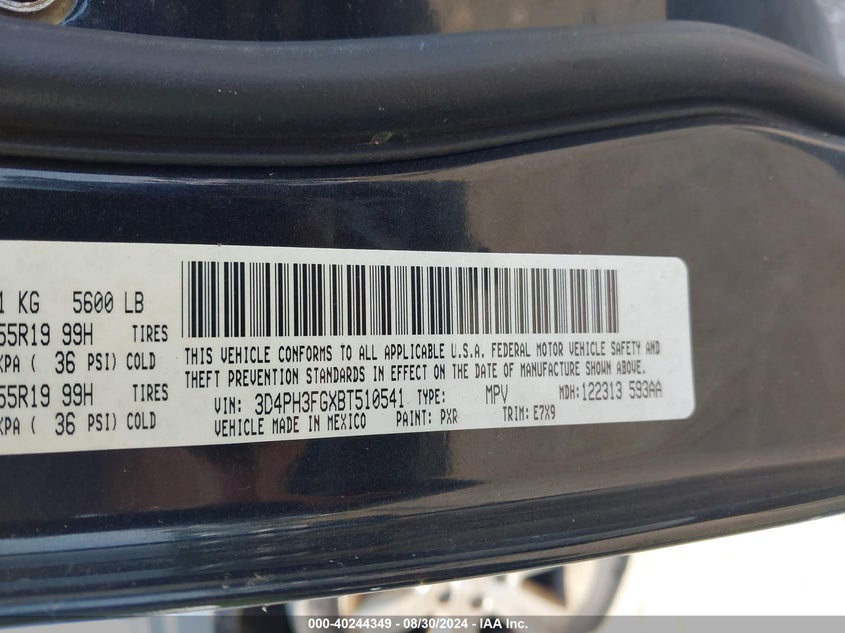 1 KG 5600 LB
55R19 99H TIRES
KPA ( 36 PSI) COLD
55R19 99H TIRES
KPA ( 36 PSI) COLD
THIS VEHICLE CONFORMS TO ALL APPLICABLE U.S.A. FEDERAL MOTOR VEHICLE SAFETY AND
THEFT PREVENTION STANDARDS IN EFFECT ON THE DATE OF MANUFACTURE SHOWN ABOVE.
VIN: 3D4PH3FGXBT510541 TYPE: MPV MDH:122313 593AA
VEHICLE MADE IN MEXICO PAINT: PXR TRIM: E7X9
000-40244349 - 08/30/2024 - IAA Inc.